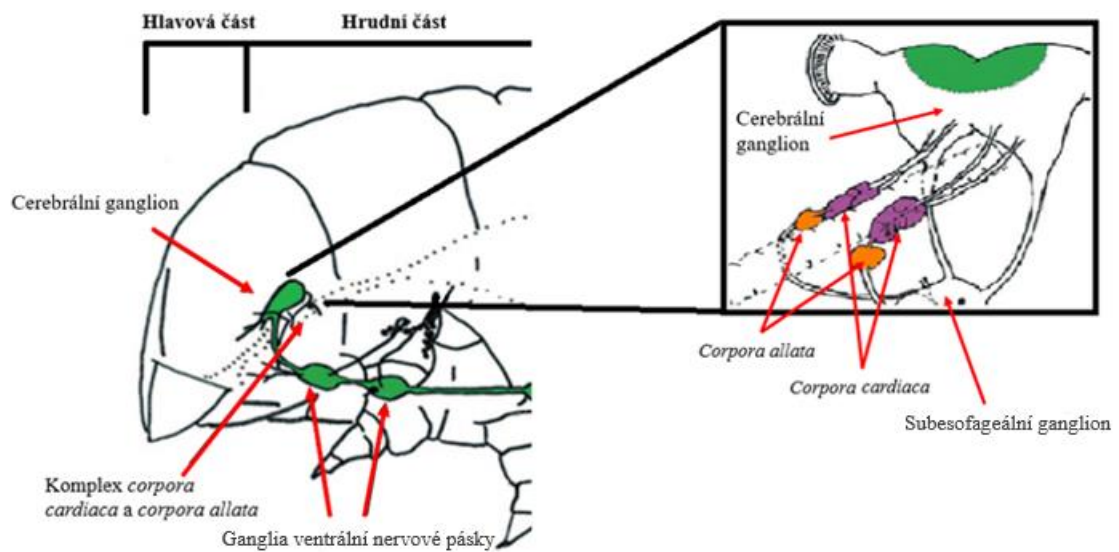 Hlavová část
Hrudní část
Cerebrální ganglion
Komplex corpora
cardiaca a corpora allata
Ganglia ventrální nervové pásky
Cerebrální
ganglion
Corpora allata
Corpora cardiaca
Subesofageální ganglion